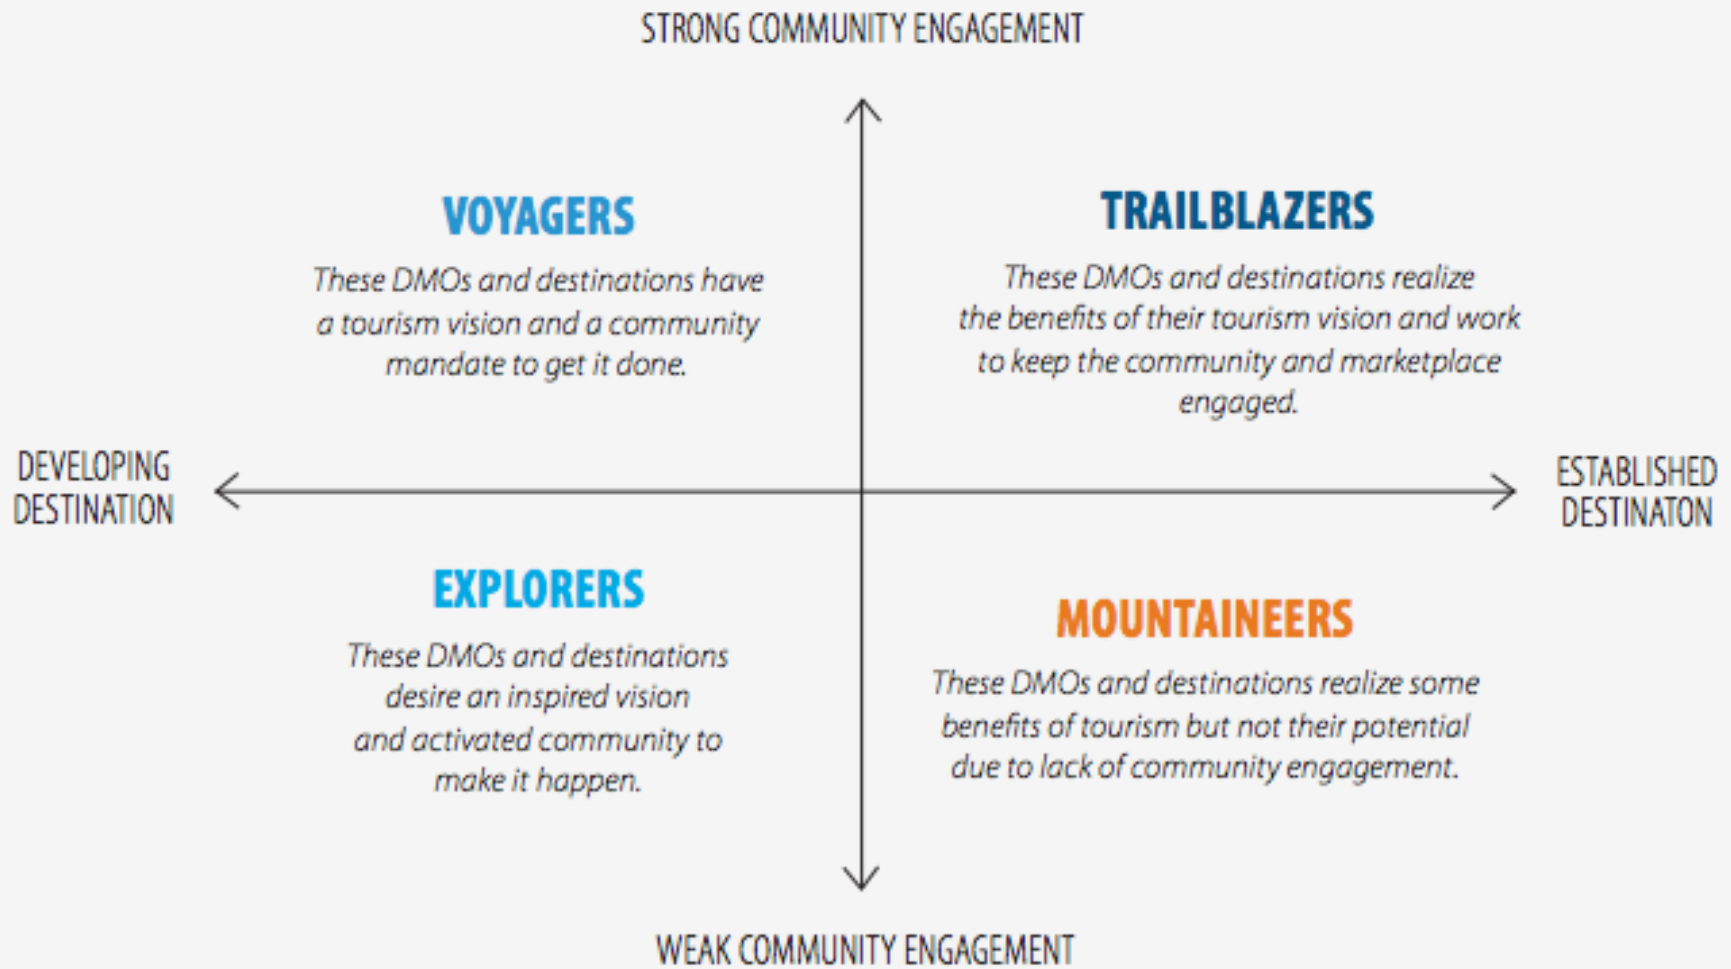 STRONG COMMUNITY ENGAGEMENT
VOYAGERS
These DMOs and destinations have
a tourism vision and a community
mandate to get it done.
TRAILBLAZERS
These DMOs and destinations realize
the benefits of their tourism vision and work
to keep the community and marketplace
engaged.
DEVELOPING
DESTINATION
ESTABLISHED
DESTINATON
EXPLORERS
These DMOs and destinations
desire an inspired vision
and activated community to
make it happen.
MOUNTAINEERS
These DMOs and destinations realize some
benefits of tourism but not their potential
due to lack of community engagement.
WEAK COMMUNITY ENGAGEMENT